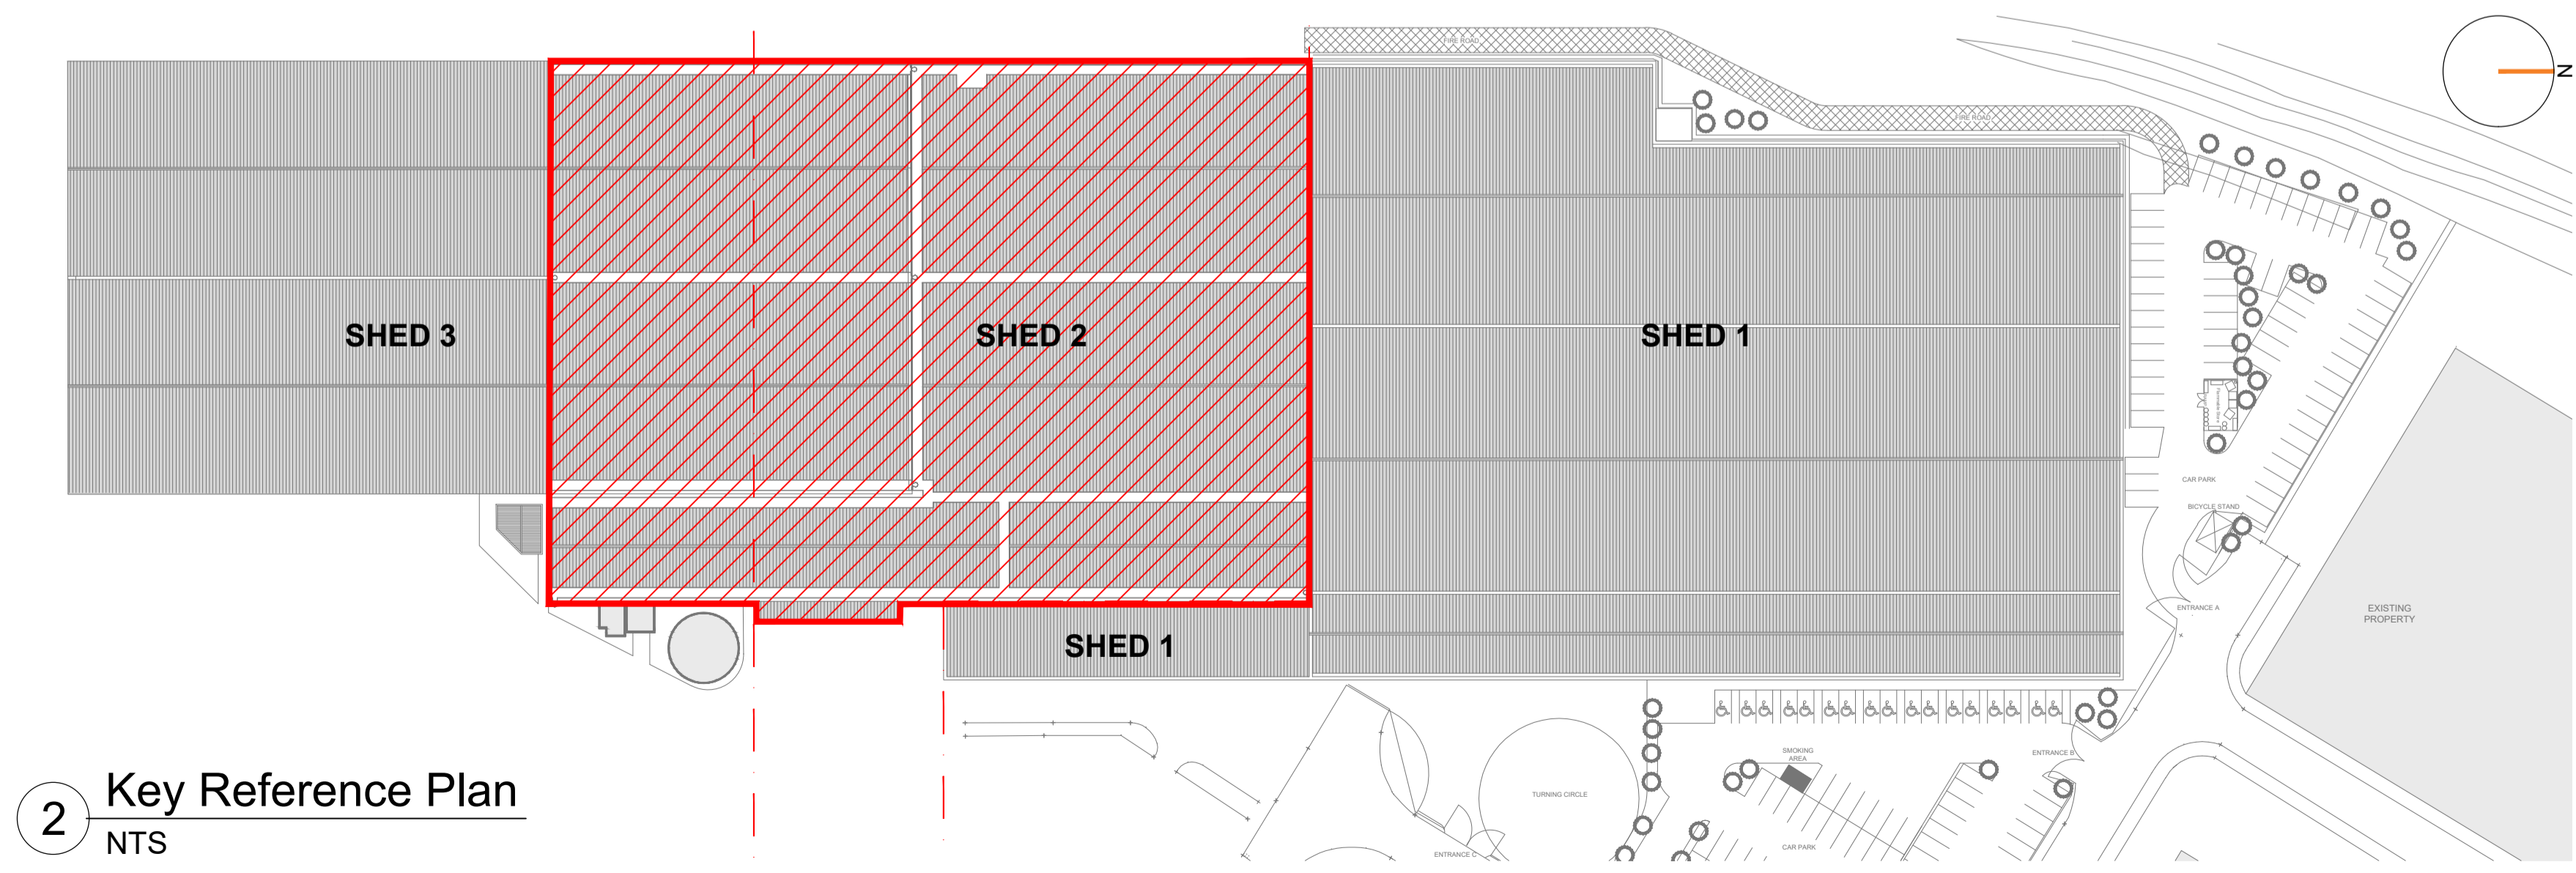 FIRE ROAD
N
FIRE ROAD
SHED 3
SHED 2
SHED 1
CAR PARK
BICYCLE STAND
ENTRANCE A
EXISTING
PROPERTY
SHED 1
SMOKING
AREA
ENTRANCE B
TURNING CIRCLE
CAR PARK
ENTRANCE C
2
Key Reference Plan
NTS